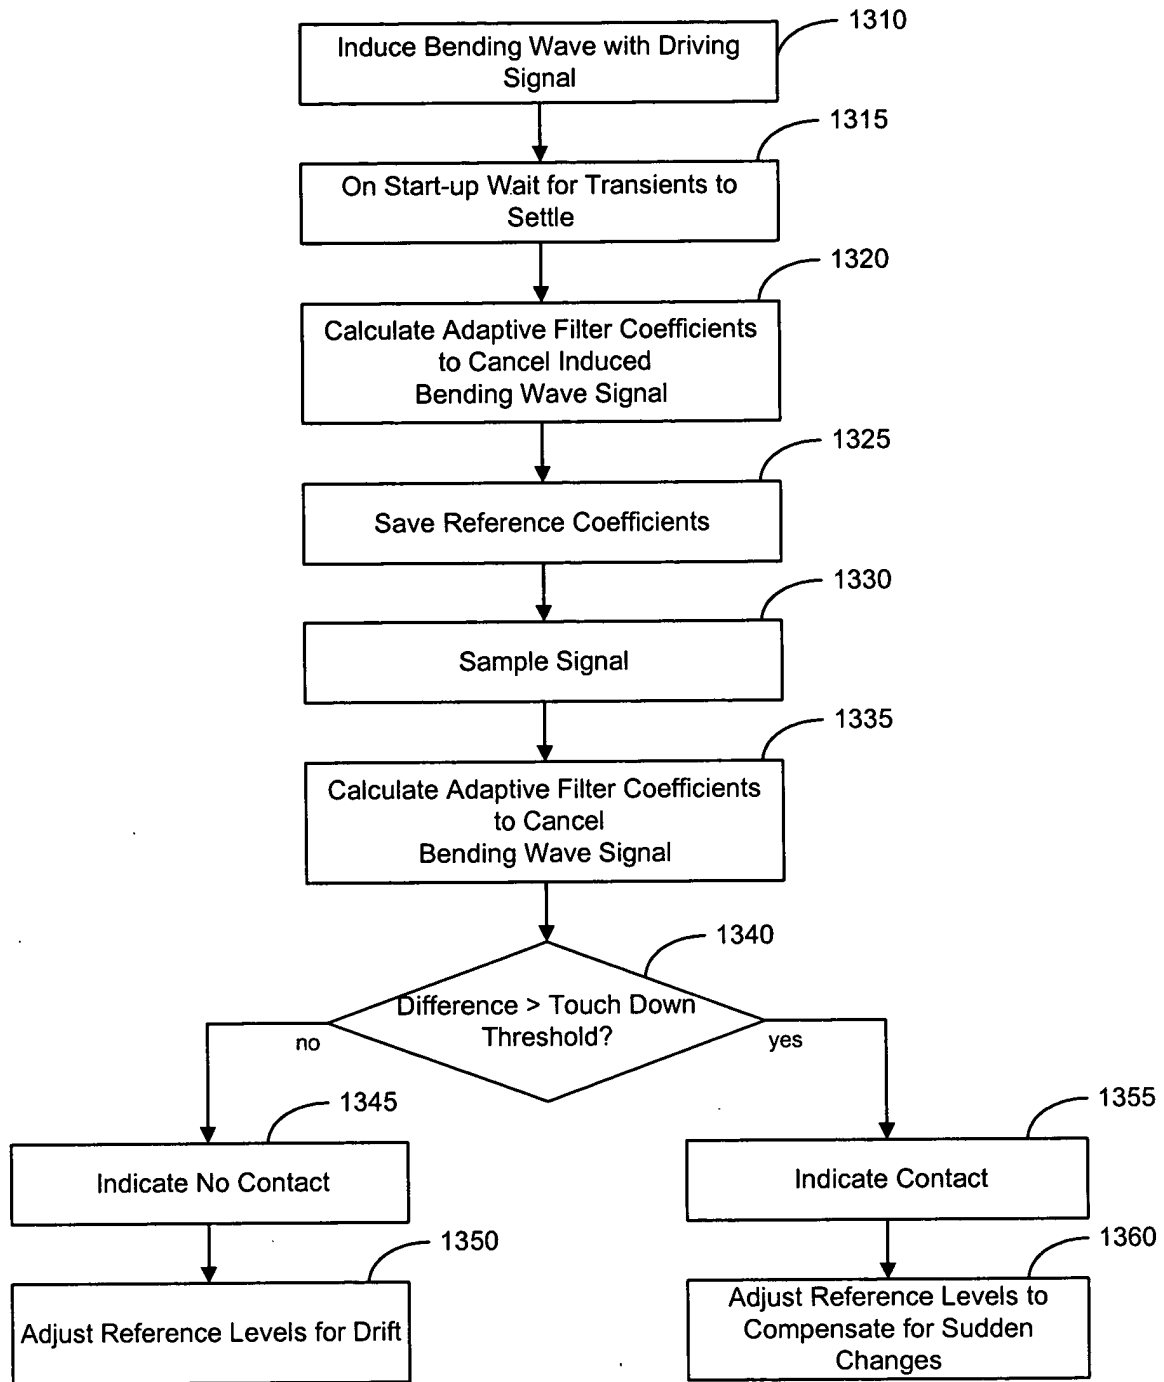 1310
Induce Bending Wave with Driving
Signal
1315
On Start-up Wait for Transients to
Settle
1320
Calculate Adaptive Filter Coefficients
to Cancel Induced
Bending Wave Signal
1325
Save Reference Coefficients
1330
Sample Signal
1335
Calculate Adaptive Filter Coefficients
to Cancel
Bending Wave Signal
1340
Difference > Touch Down
Threshold?
no
yes
1345
Indicate No Contact
1355
Indicate Contact
1350
Adjust Reference Levels for Drift
1360
Adjust Reference Levels to
Compensate for Sudden
Changes